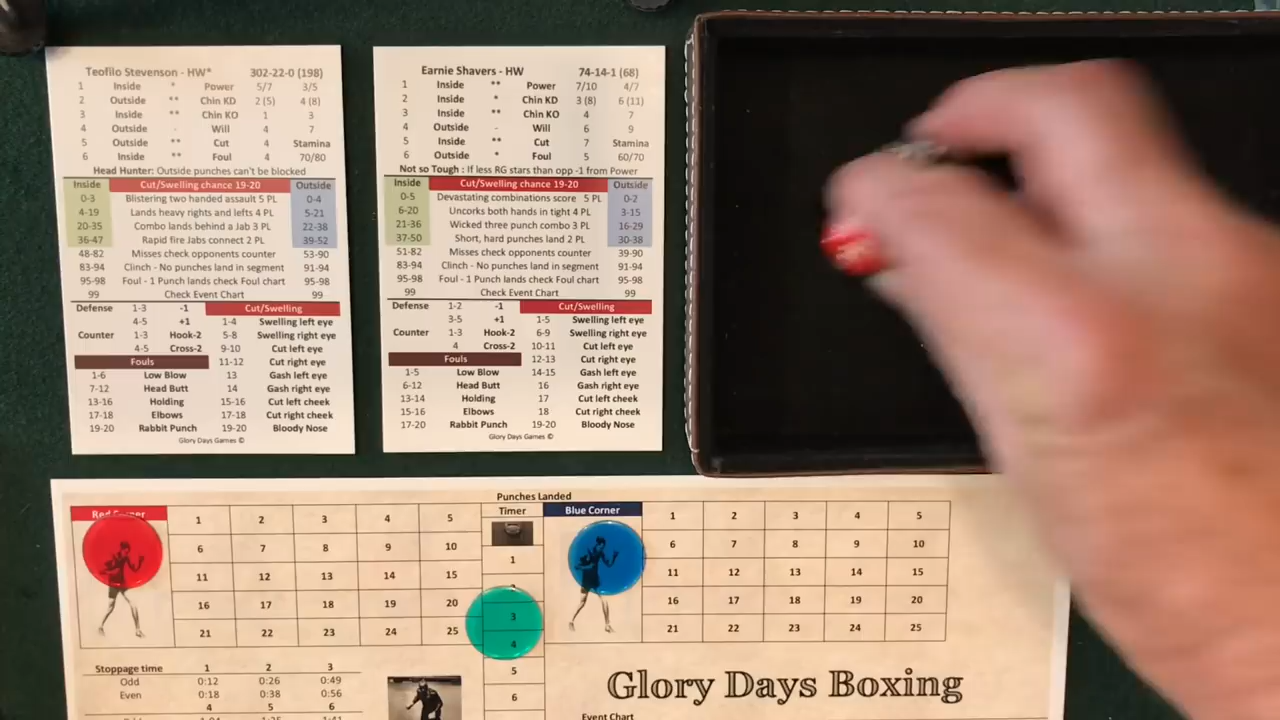 Teofilo Stevenson - HW* 302-22-0 (198)
1 Inside * Power 5/7 3/5
2 Outside ** Chin KD 2 (5) 4 (8)
3 Inside ** Chin KO 1 3
4 Outside - Will 4 7
5 Outside ** Cut 4 Stamina
6 Inside ** Foul 4 70/80
Head Hunter: Outside punches can't be blocked
Inside Cut/Swelling chance 19-20 Outside
0-3 Blistering two handed assault 5 PL 0-4
4-19 Lands heavy rights and lefts 4 PL 5-21
20-35 Combo lands behind a Jab 3 PL 22-38
36-47 Rapid fire Jabs connect 2 PL 39-52
48-82 Misses check opponents counter 53-90
83-94 Clinch - No punches land in segment 91-94
95-98 Foul - 1 Punch lands check Foul chart 95-98
99 Check Event Chart 99
Defense 1-3 -1 Cut/Swelling
4-5 +1 1-4 Swelling left eye
Counter 1-3 Hook-2 5-8 Swelling right eye
4-5 Cross-2 9-10 Cut left eye
Fouls 11-12 Cut right eye
1-6 Low Blow 13 Gash left eye
7-12 Head Butt 14 Gash right eye
13-16 Holding 15-16 Cut left cheek
17-18 Elbows 17-18 Cut right cheek
19-20 Rabbit Punch 19-20 Bloody Nose
Glory Days Games ©
Earnie Shavers - HW 74-14-1 (68)
1 Inside ** Power 7/10 4/7
2 Inside * Chin KD 3 (8) 6 (11)
3 Inside ** Chin KO 4 7
4 Outside - Will 6 9
5 Inside ** Cut 7 Stamina
6 Outside * Foul 5 60/70
Not so Tough : If less RG stars than opp -1 from Power
Inside Cut/Swelling chance 19-20 Outside
0-5 Devastating combinations score 5 PL 0-2
6-20 Uncorks both hands in tight 4 PL 3-15
21-36 Wicked three punch combo 3 PL 16-29
37-50 Short, hard punches land 2 PL 30-38
51-82 Misses check opponents counter 39-90
83-94 Clinch - No punches land in segment 91-94
95-98 Foul - 1 Punch lands check Foul chart 95-98
99 Check Event Chart 99
Defense 1-2 -1 Cut/Swelling
3-5 +1 1-5 Swelling left eye
Counter 1-3 Hook-2 6-9 Swelling right eye
4 Cross-2 10-11 Cut left eye
Fouls 12-13 Cut right eye
1-5 Low Blow 14-15 Gash left eye
6-12 Head Butt 16 Gash right eye
13-14 Holding 17 Cut left cheek
15-16 Elbows 18 Cut right cheek
17-20 Rabbit Punch 19-20 Bloody Nose
Glory Days Games ©
Punches Landed
Red Corner 1 2 3 4 5 Timer Blue Corner 1 2 3 4 5
6 7 8 9 10 1 6 7 8 9 10
11 12 13 14 15 11 12 13 14 15
16 17 18 19 20 3 16 17 18 19 20
21 22 23 24 25 4 21 22 23 24 25
Stoppage time 1 2 3 5
Odd 0:12 0:26 0:49
Even 0:18 0:38 0:56 6
4 5 6
Glory Days Boxing
Event Chart